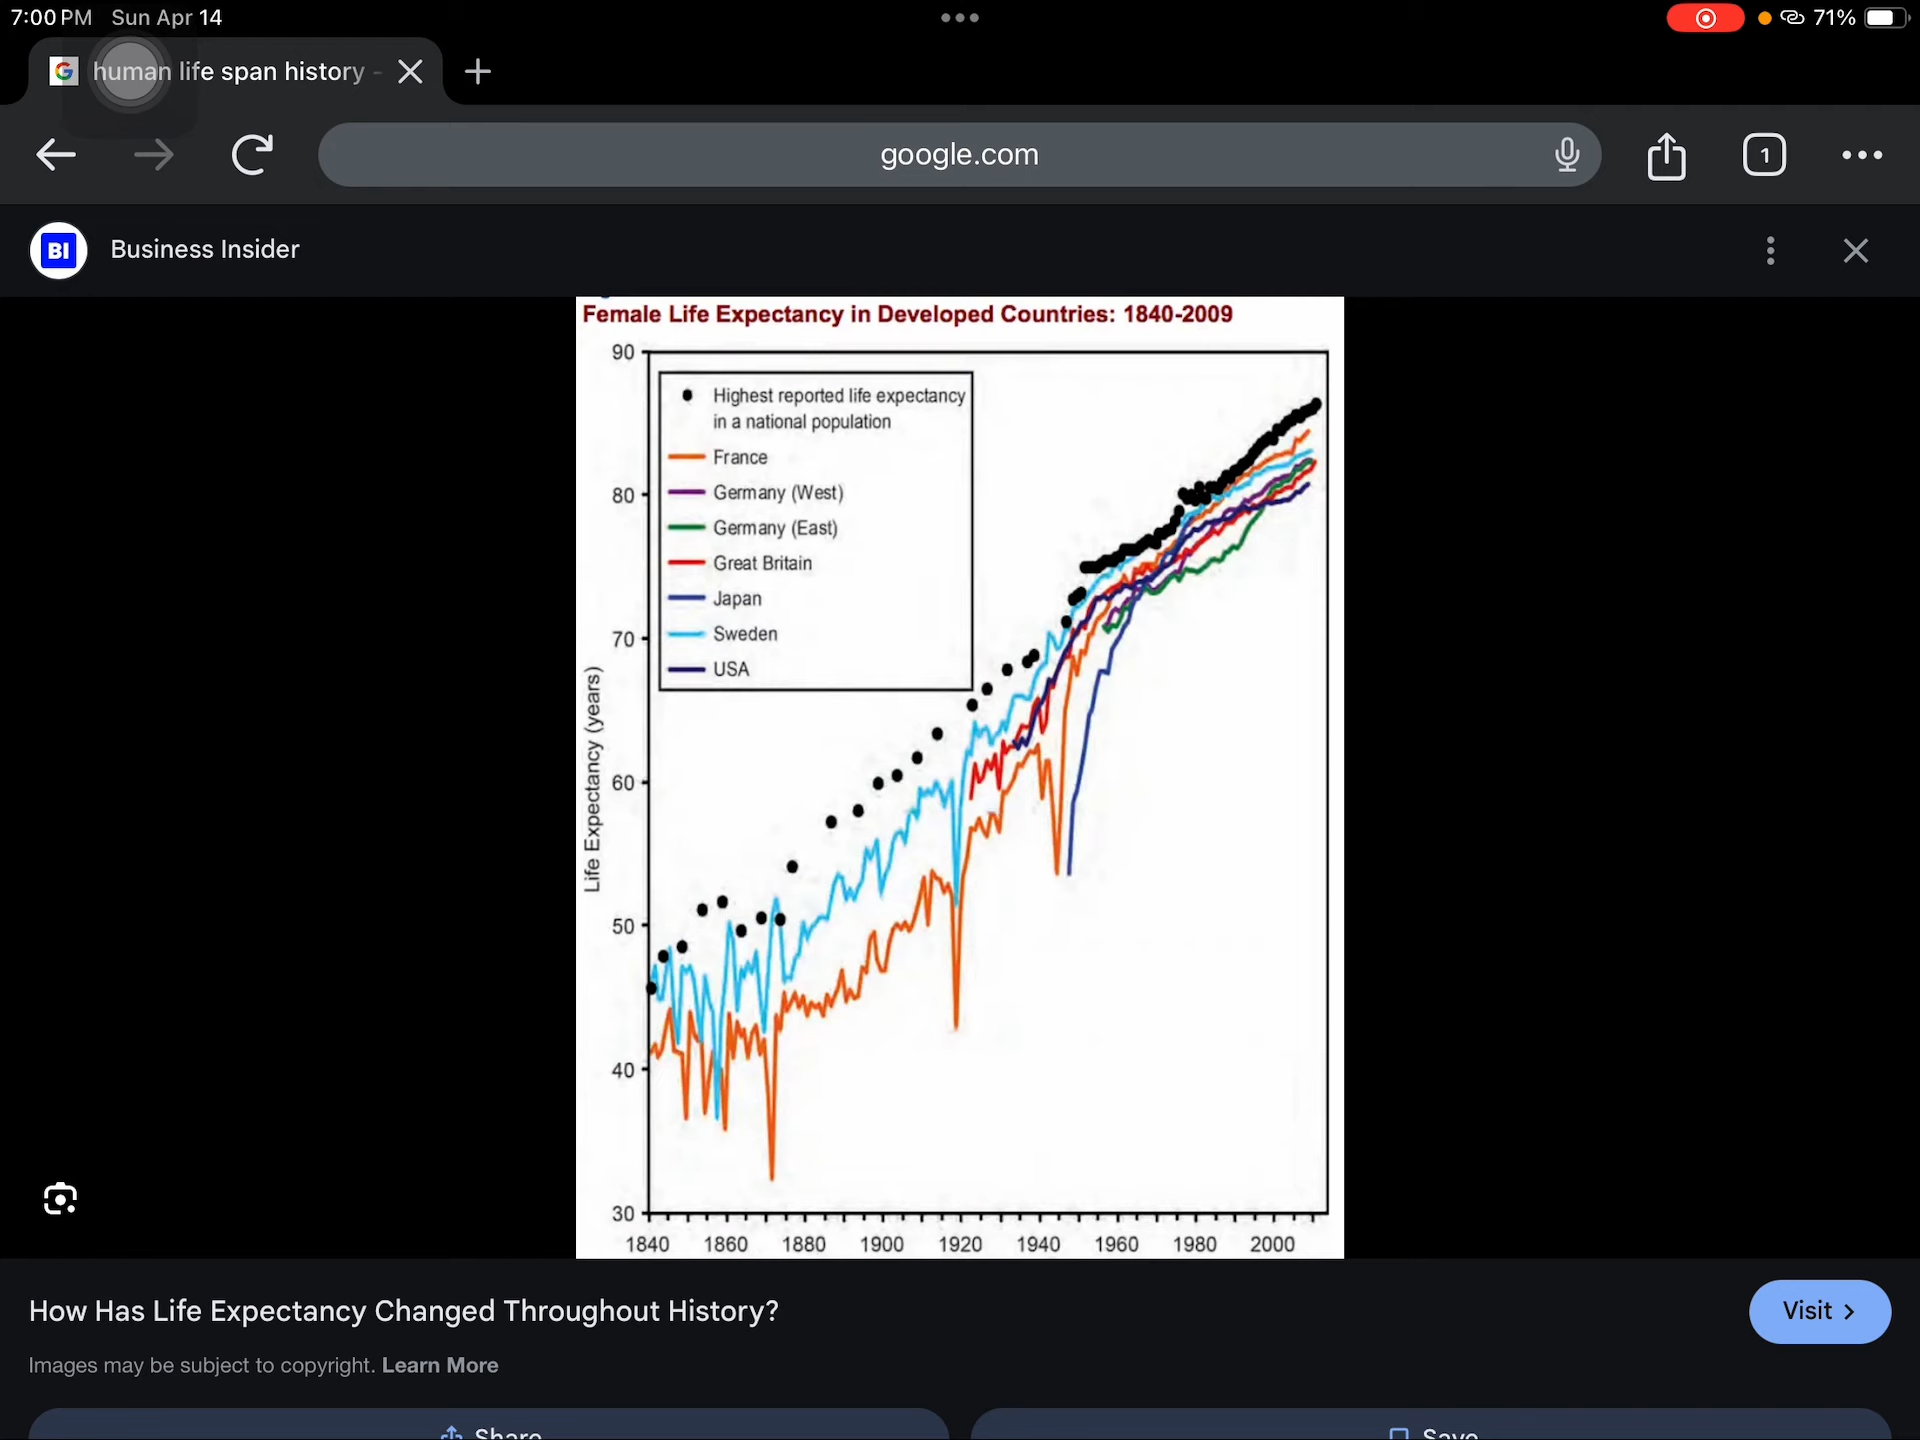 7:00 PM Sun Apr 14
71%
human life span history -
google.com
1
BI
Business Insider
Female Life Expectancy in Developed Countries: 1840-2009
90
80
70
60
50
40
30
Life Expectancy (years)
Highest reported life expectancy
in a national population
France
Germany (West)
Germany (East)
Great Britain
Japan
Sweden
USA
1840 1860 1880 1900 1920 1940 1960 1980 2000
How Has Life Expectancy Changed Throughout History?
Visit
Images may be subject to copyright. Learn More
Share
Save